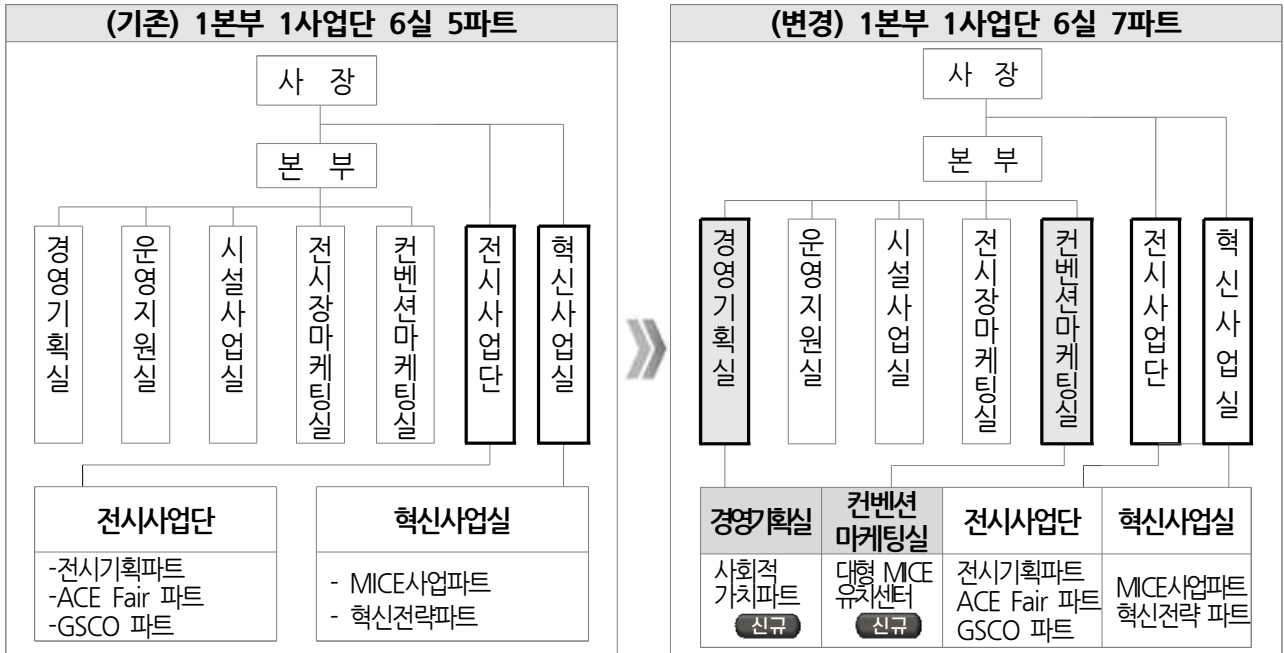 (기존) 1본부 1사업단 6실 5파트
사 장
본 부
경영기획실
운영지원실
시설사업실
전시장마케팅실
컨벤션마케팅실
전시사업단
혁신사업실
전시사업단
-전시기획파트
-ACE Fair 파트
-GSCO 파트
혁신사업실
- MICE사업파트
- 혁신전략파트
(변경) 1본부 1사업단 6실 7파트
사 장
본 부
경영기획실
운영지원실
시설사업실
전시장마케팅실
컨벤션마케팅실
전시사업단
혁신사업실
경영기획실
사회적
가치파트
신규
컨벤션
마케팅실
대형 MICE
유치센터
신규
전시사업단
전시기획파트
ACE Fair 파트
GSCO 파트
혁신사업실
MICE사업파트
혁신전략 파트